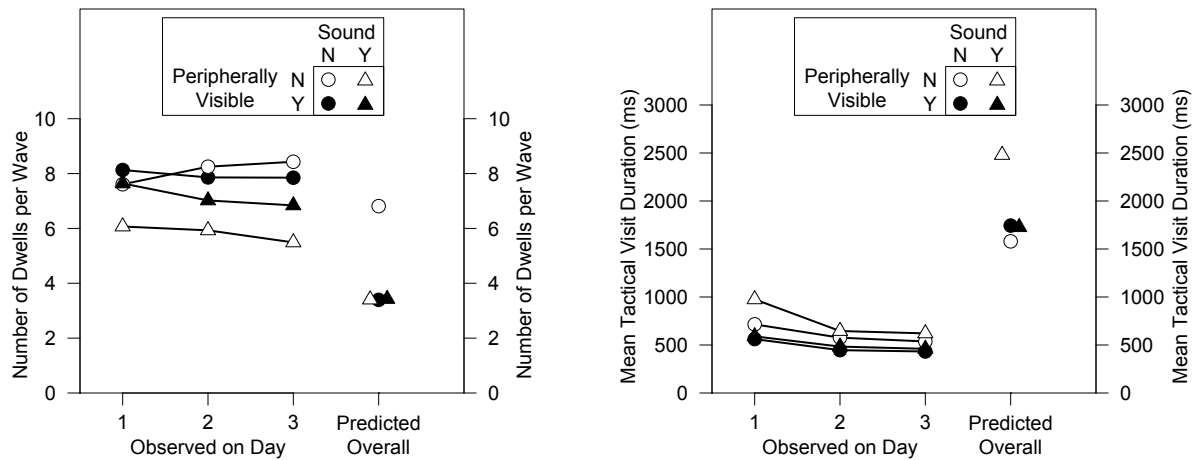 Sound
N Y
Peripherally N
Visible Y
Number of Dwells per Wave
10
8
6
4
2
0
10
8
6
4
2
0
Number of Dwells per Wave
1 2 3 Predicted
Observed on Day Overall
Sound
N Y
Peripherally N
Visible Y
Mean Tactical Visit Duration (ms)
3000
2500
2000
1500
1000
500
0
3000
2500
2000
1500
1000
500
0
Mean Tactical Visit Duration (ms)
1 2 3 Predicted
Observed on Day Overall